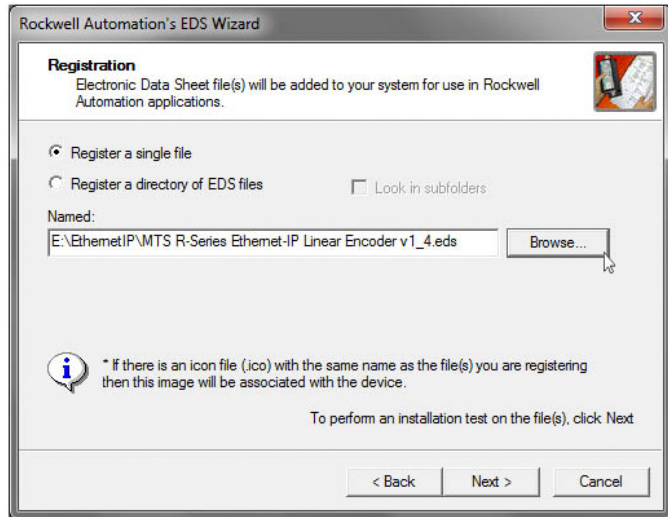 Rockwell Automation's EDS Wizard
Registration
Electronic Data Sheet file(s) will be added to your system for use in Rockwell
Automation applications.
Register a single file
Register a directory of EDS files
Look in subfolders
Named:
E:\EthernetIP\MTS R-Series Ethernet-IP Linear Encoder v1_4.eds
Browse...
* If there is an icon file (.ico) with the same name as the file(s) you are registering
then this image will be associated with the device.
To perform an installation test on the file(s), click Next
< Back
Next >
Cancel